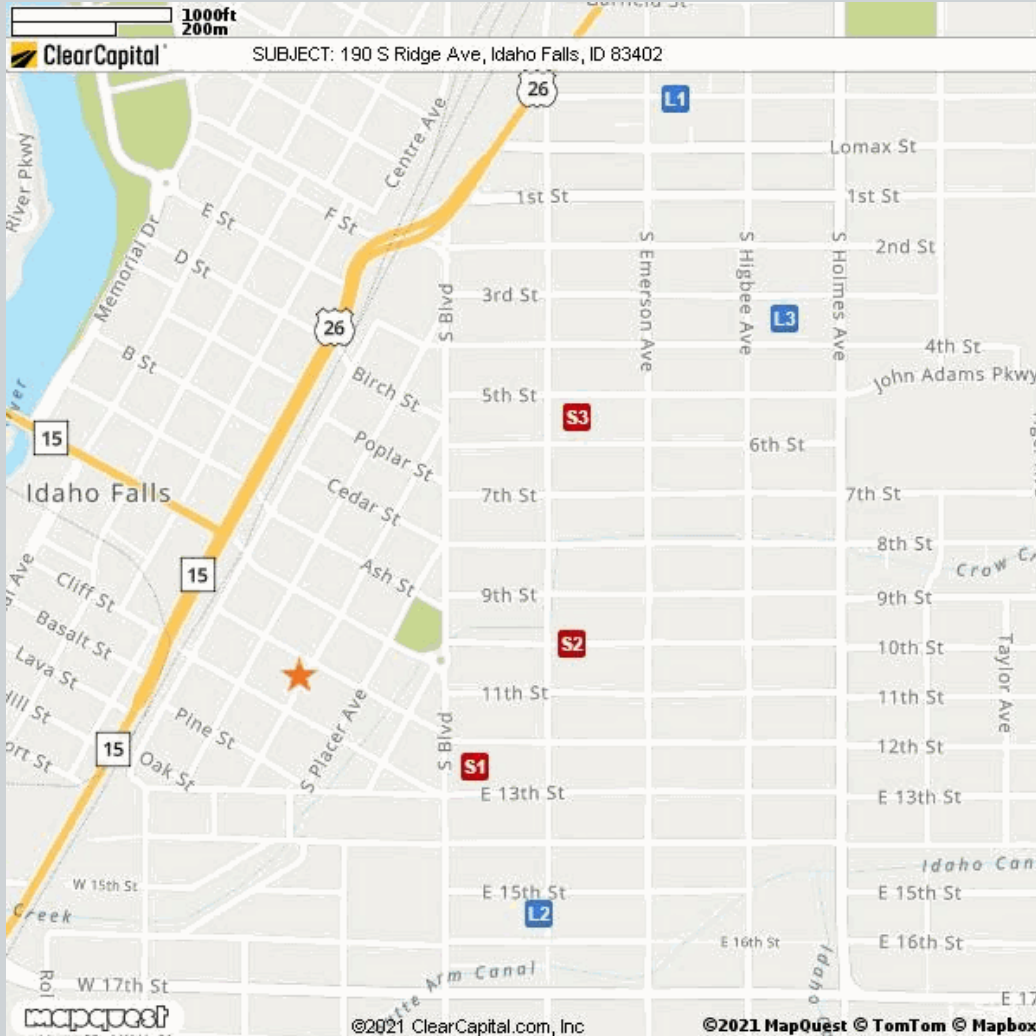 1000ft
200m
ClearCapital
SUBJECT: 190 S Ridge Ave, Idaho Falls, ID 83402
26
L1
Centre Ave
River Pkwy
Lomax St
1st St
1st St
E St
F St
2nd St
D St
Memorial Dr
S Emerson Ave
S Higbee Ave
S Holmes Ave
3rd St
S Blvd
L3
26
4th St
B St
Birch St
John Adams Pkwy
5th St
S3
15
Poplar St
6th St
Idaho Falls
Cedar St
7th St
7th St
8th St
15
Ash St
Crow
Cliff St
9th St
9th St
Basalt St
S2
10th St
Taylor Ave
Lava St
11th St
11th St
Pine St
S Placer Ave
S Blvd
12th St
15
Oak St
S1
E 13th St
E 13th St
Idaho
W 15th St
E 15th St
E 15th St
Creek
L2
E 16th St
E 16th St
Arm Canal
Idaho
W 17th St
mapquest
©2021 ClearCapital.com, Inc
©2021 MapQuest © TomTom © Mapbox